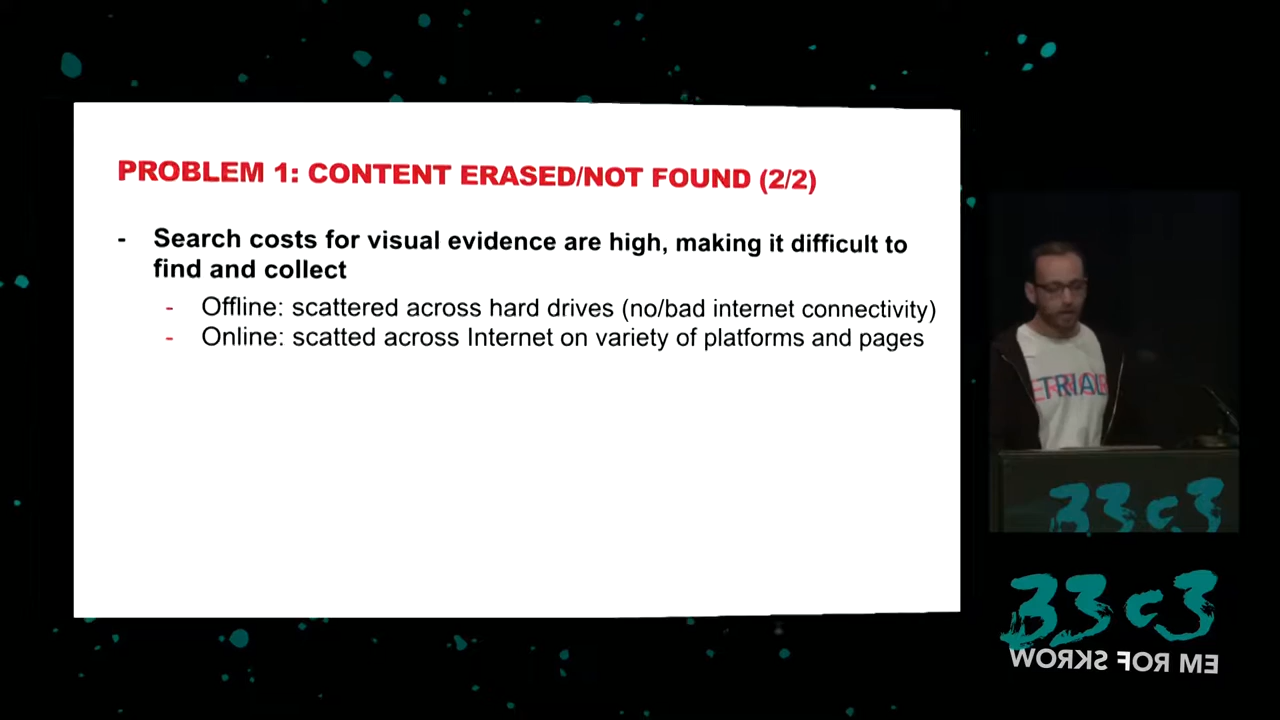 PROBLEM 1: CONTENT ERASED/NOT FOUND (2/2)
- Search costs for visual evidence are high, making it difficult to
find and collect
- Offline: scattered across hard drives (no/bad internet connectivity)
- Online: scatted across Internet on variety of platforms and pages
33c3
33c3
WORKS FOR ME